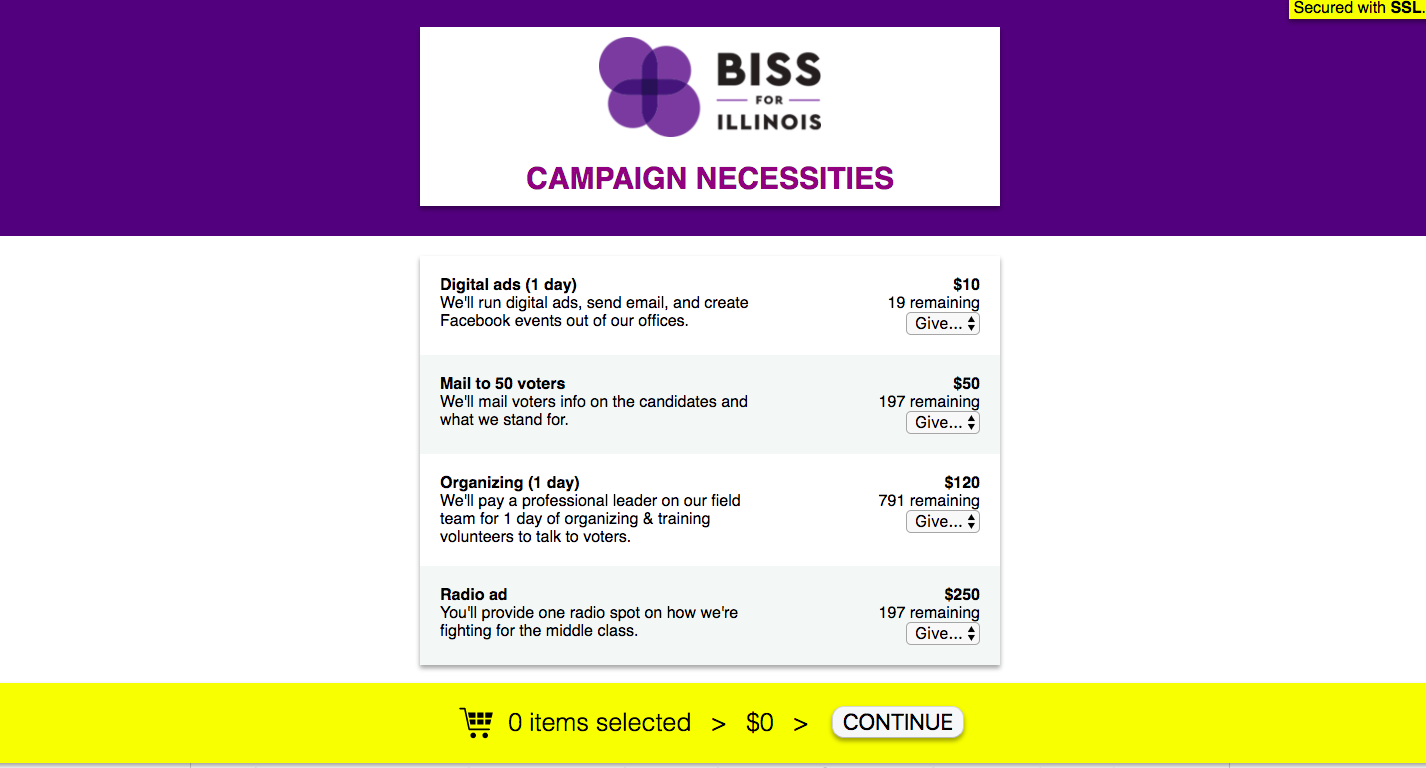 Secured with SSL.
BISS
FOR
ILLINOIS
CAMPAIGN NECESSITIES
Digital ads (1 day) $10
We'll run digital ads, send email, and create 19 remaining
Facebook events out of our offices. Give...
Mail to 50 voters $50
We'll mail voters info on the candidates and 197 remaining
what we stand for. Give...
Organizing (1 day) $120
We'll pay a professional leader on our field 791 remaining
team for 1 day of organizing & training Give...
volunteers to talk to voters.
Radio ad $250
You'll provide one radio spot on how we're 197 remaining
fighting for the middle class. Give...
0 items selected > $0 > CONTINUE